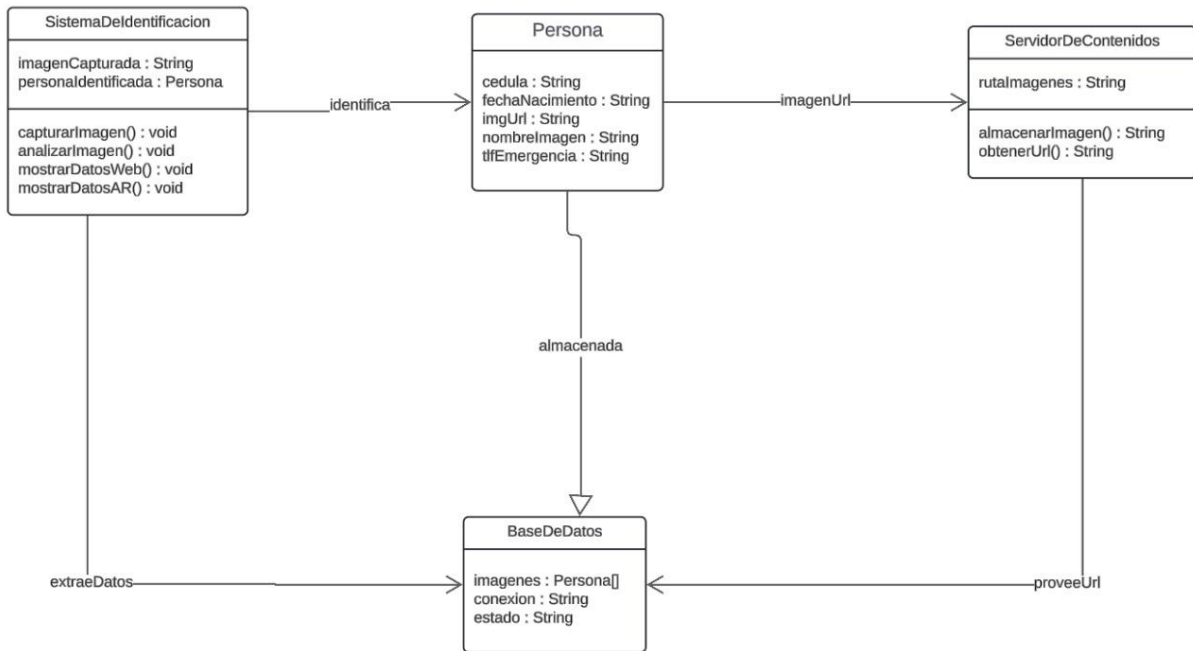 SistemaDeIdentificacion
imagenCapturada : String
personaIdentificada : Persona
capturarImagen() : void
analizarImagen() : void
mostrarDatosWeb() : void
mostrarDatosAR() : void
identifica
Persona
cedula : String
fechaNacimiento : String
imgUrl : String
nombreImagen : String
tlfEmergencia : String
imagenUrl
ServidorDeContenidos
rutaImagenes : String
almacenarImagen() : String
obtenerUrl() : String
almacenada
extraeDatos
BaseDeDatos
imagenes : Persona[]
conexion : String
estado : String
proveeUrl